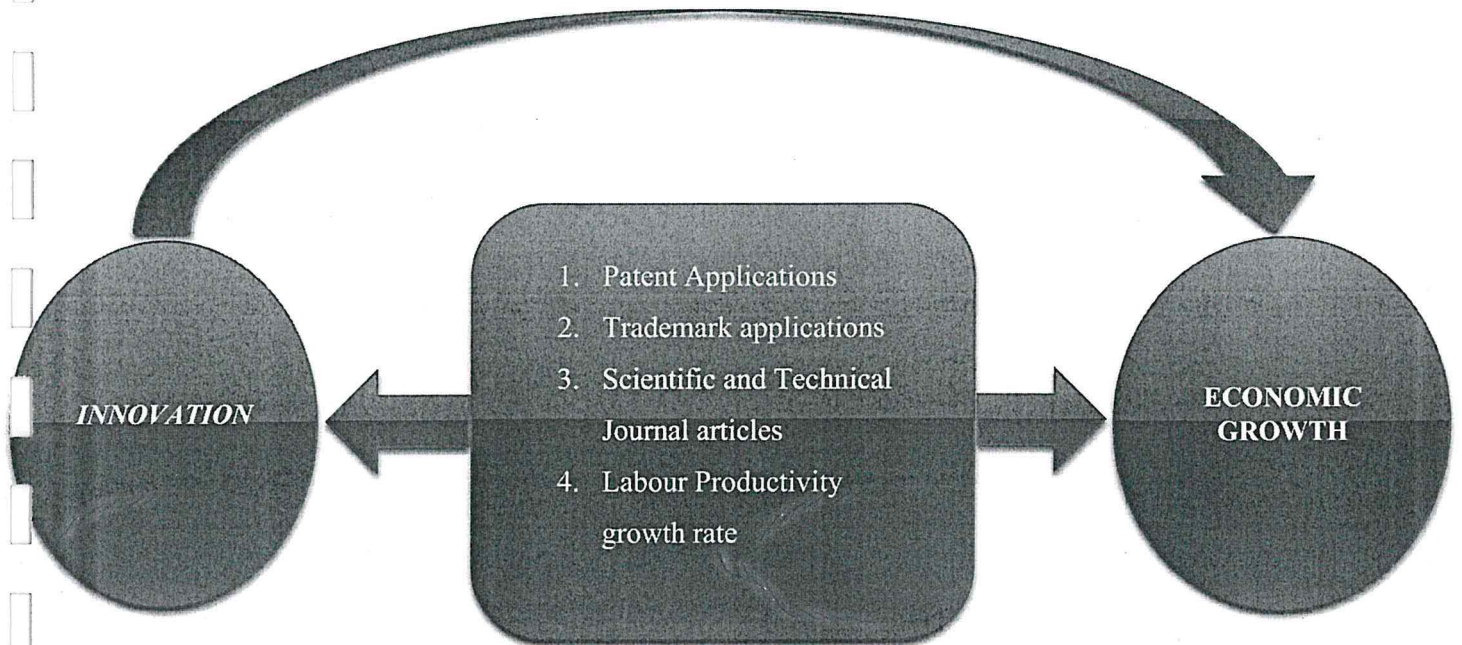 INNOVATION
1. Patent Applications
2. Trademark applications
3. Scientific and Technical
Journal articles
4. Labour Productivity
growth rate
ECONOMIC
GROWTH